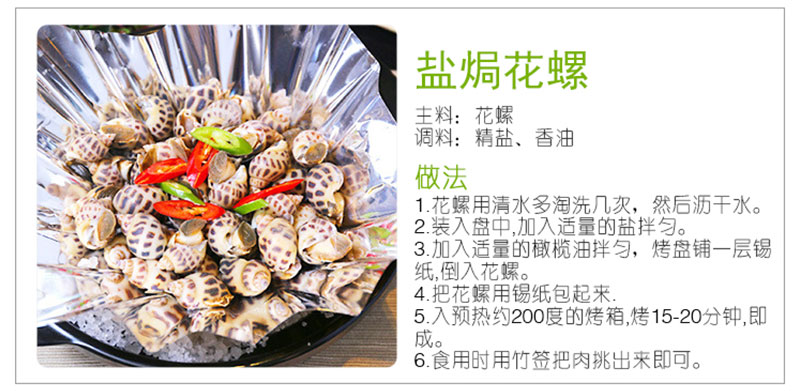 盐焗花螺
主料：花螺
调料：精盐、香油
做法
1.花螺用清水多淘洗几次，然后沥干水。
2.装入盘中,加入适量的盐拌匀。
3.加入适量的橄榄油拌匀，烤盘铺一层锡
纸,倒入花螺。
4.把花螺用锡纸包起来.
5.入预热约200度的烤箱,烤15-20分钟,即
成。
6.食用时用竹签把肉挑出来即可。